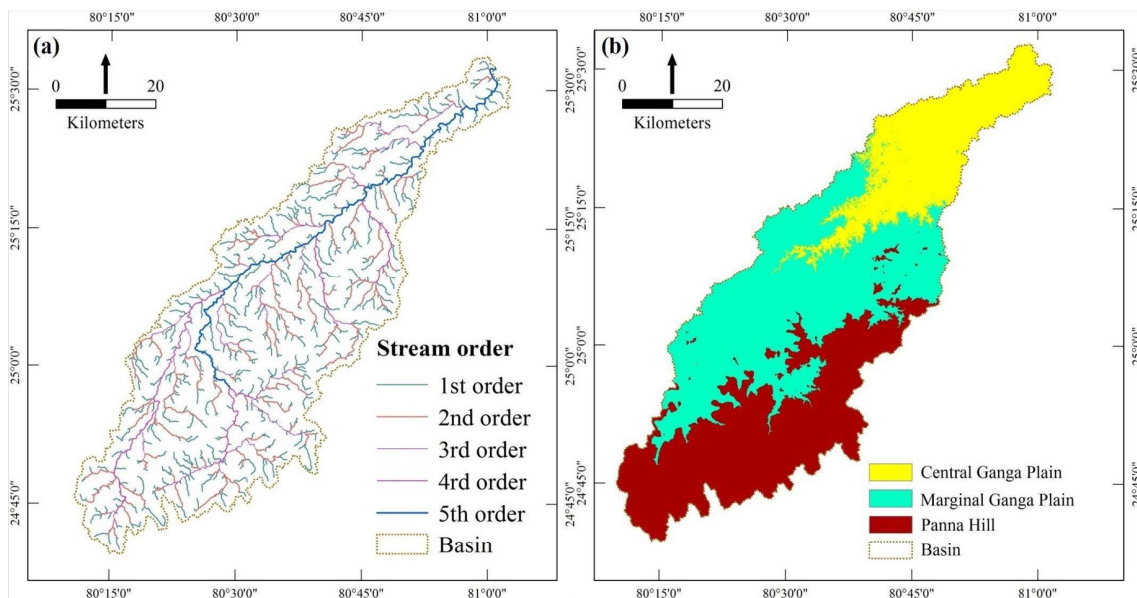 80°15'0" 80°30'0" 80°45'0" 81°0'0"
(a)
0 20
Kilometers
25°30'0"
25°15'0"
25°0'0"
24°45'0"
Stream order
1st order
2nd order
3rd order
4rd order
5th order
Basin
25°30'0"
25°15'0"
25°0'0"
24°45'0"
80°15'0" 80°30'0" 80°45'0" 81°0'0"
80°15'0" 80°30'0" 80°45'0" 81°0'0"
(b)
0 20
Kilometers
Central Ganga Plain
Marginal Ganga Plain
Panna Hill
Basin
25°30'0"
25°15'0"
25°0'0"
24°45'0"
80°15'0" 80°30'0" 80°45'0" 81°0'0"